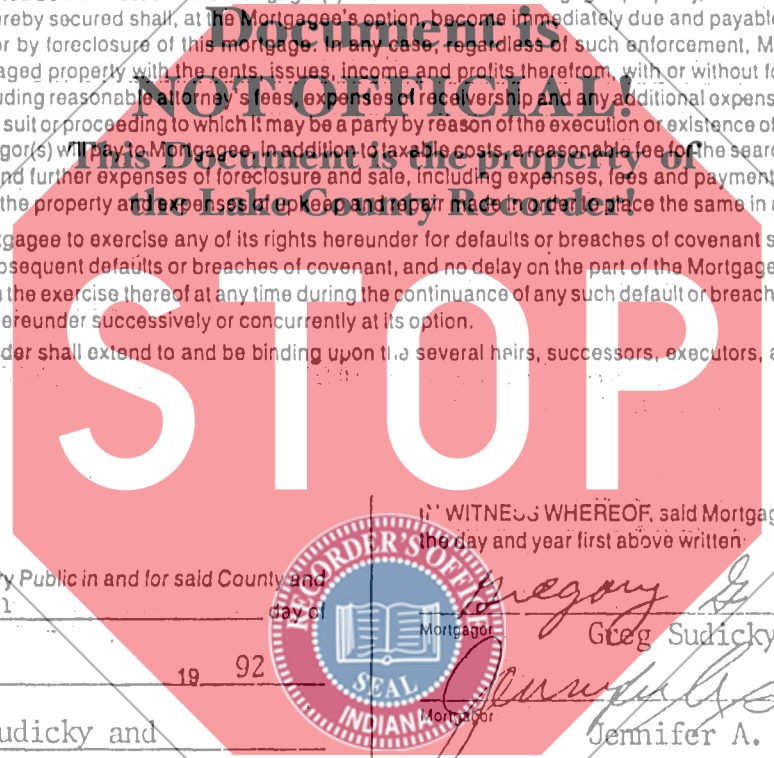 ereby secured shall, at the Mortgagee's option, become immediately due and payabl
Document is
or by foreclosure of this mortgage. In any case, regardless of such enforcement, M
aged property with the rents, issues, income and profits therefrom, with or without f
NOT OFFICIAL!
uding reasonable attorney's fees, expenses of receivership and any additional expens
suit or proceeding to which it may be a party by reason of the execution or existence of
This Document is the property of
gor(s) will pay to Mortgagee, in addition to taxable costs, a reasonable fee for the sear
nd further expenses of foreclosure and sale, including expenses, fees and payment
the Lake County Recorder!
the property and expenses of upkeep and repair made in order to place the same in a
gagee to exercise any of its rights hereunder for defaults or breaches of covenant s
bsequent defaults or breaches of covenant, and no delay on the part of the Mortgage
n the exercise thereof at any time during the continuance of any such default or breach
ereunder successively or concurrently at its option.
der shall extend to and be binding upon the several heirs, successors, executors, a
STOP
IN WITNESS WHEREOF, said Mortgag
the day and year first above written
ry Public in and for said County and
day of
RECORDER'S OFFICE
SEAL
INDIANA
Gregory G
Mortgagor
Greg Sudicky
19 92
Mortgagor
udicky and
Jennifer A.